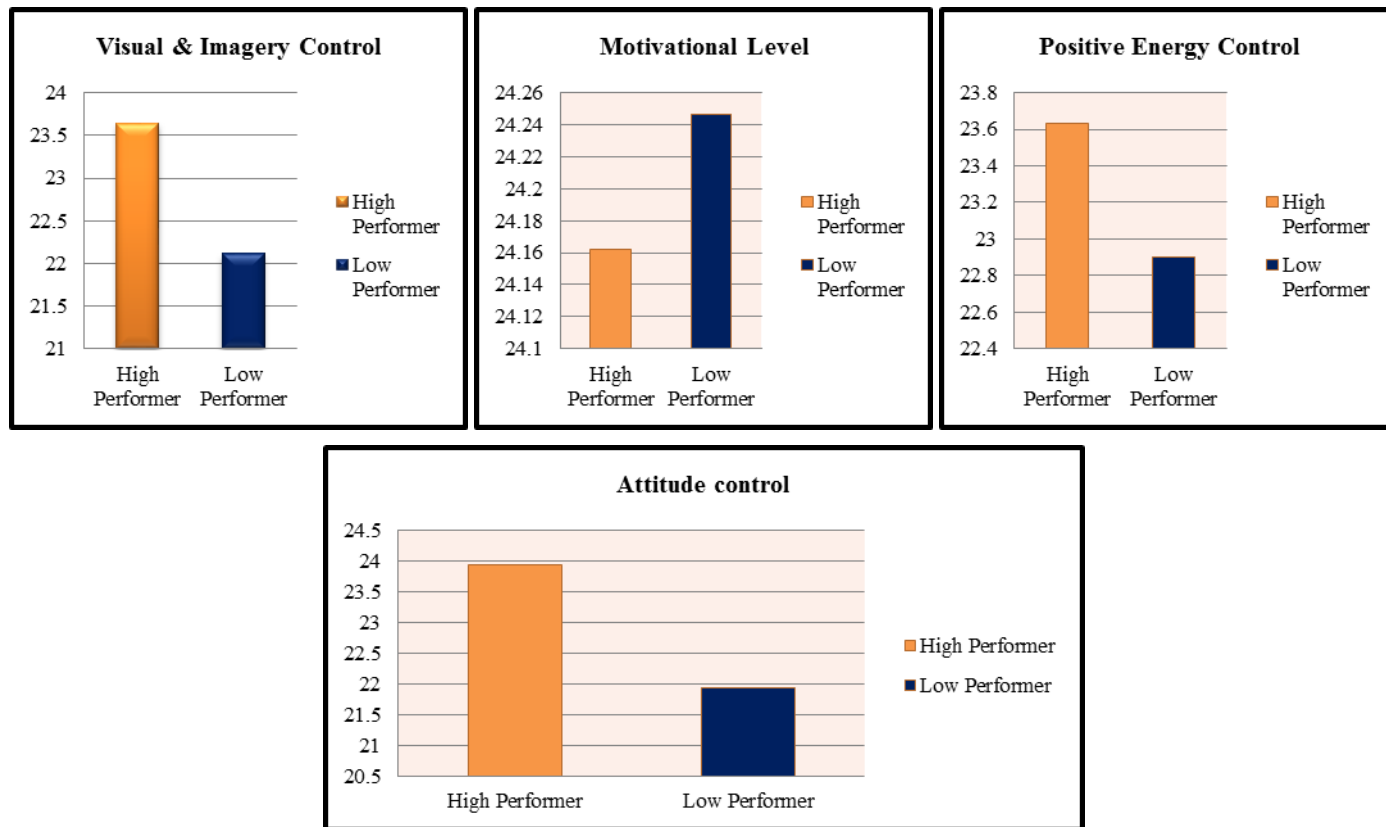 Visual & Imagery Control
24
23.5
23
22.5
22
21.5
21
High
Performer
Low
Performer
High
Performer
Low
Performer
Motivational Level
24.26
24.24
24.22
24.2
24.18
24.16
24.14
24.12
24.1
High
Performer
Low
Performer
High
Performer
Low
Performer
Positive Energy Control
23.8
23.6
23.4
23.2
23
22.8
22.6
22.4
High
Performer
Low
Performer
High
Performer
Low
Performer
Attitude control
24.5
24
23.5
23
22.5
22
21.5
21
20.5
High Performer
Low Performer
High Performer
Low Performer